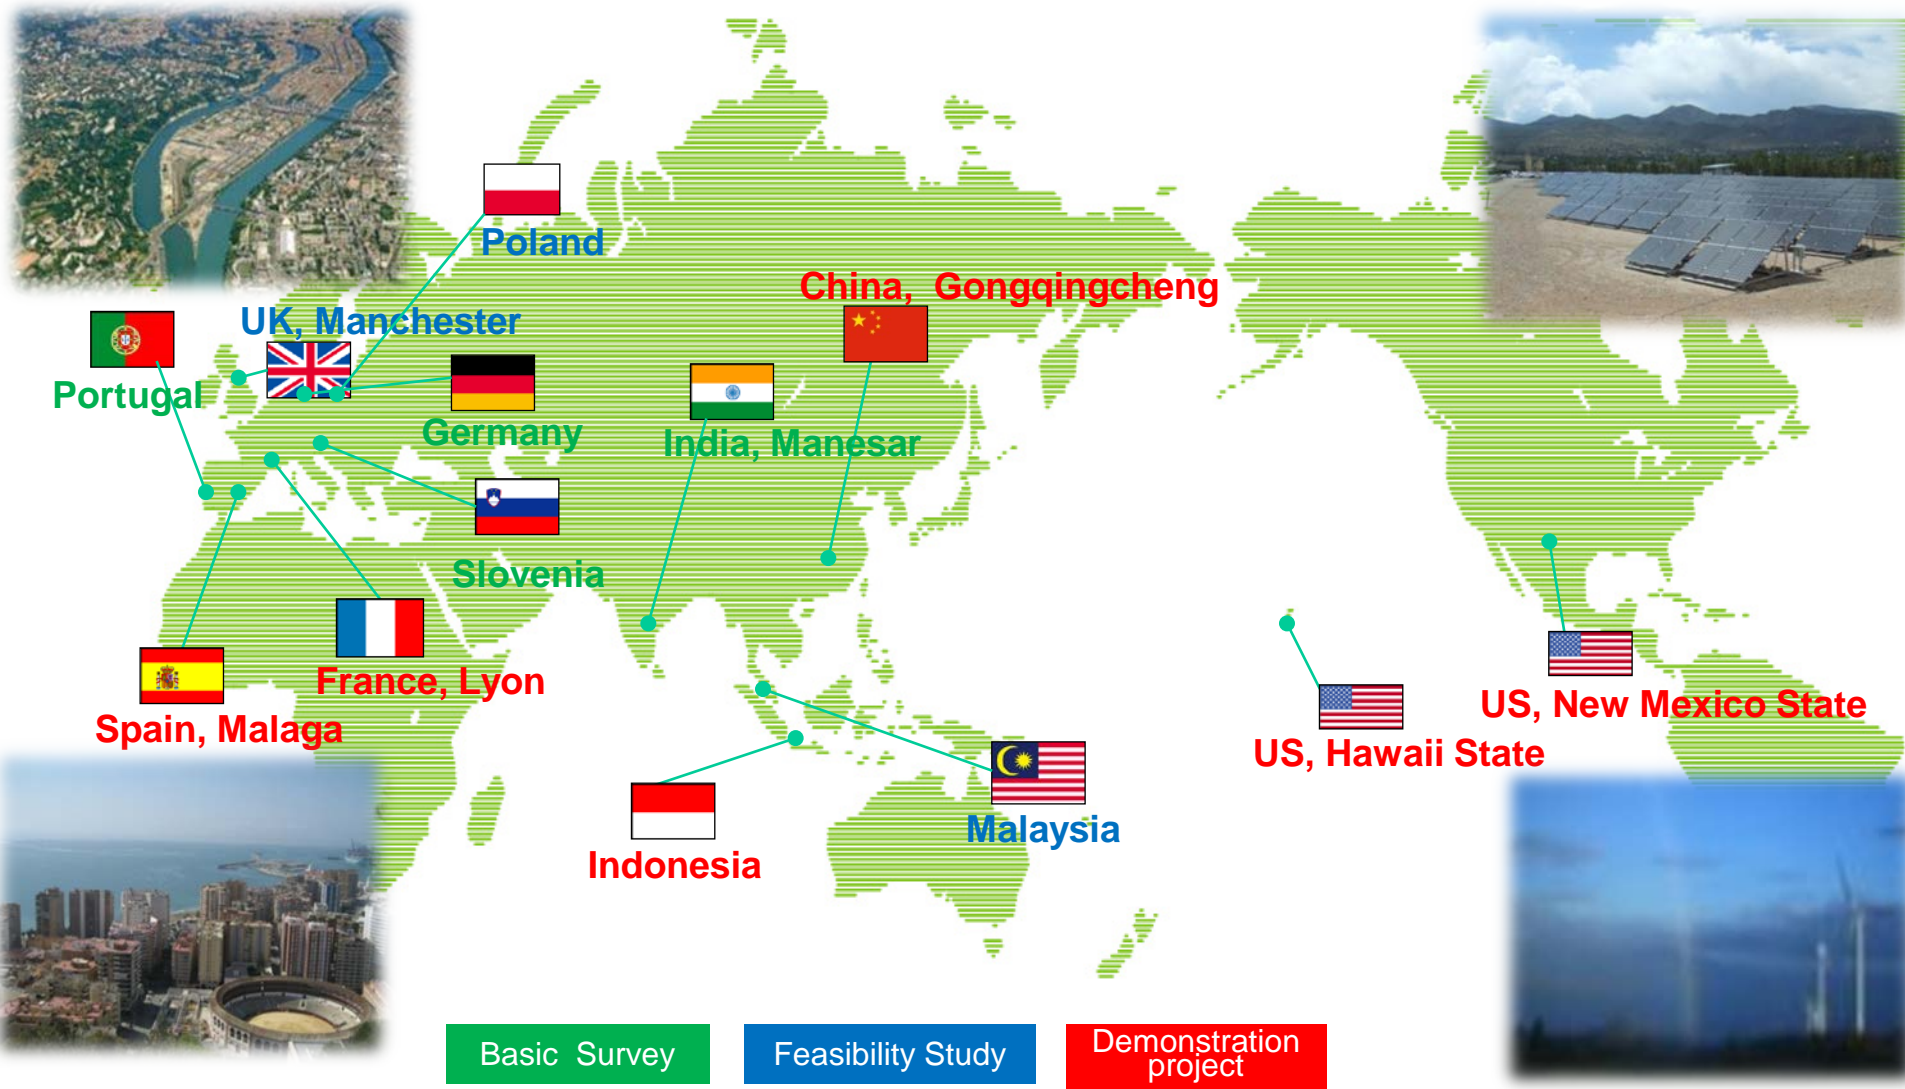 Poland
China,  Gongqingcheng
UK, Manchester
Portugal
Germany
India, Manesar
Slovenia
France, Lyon
Spain, Malaga
US, New Mexico State
US, Hawaii State
Malaysia
Indonesia
Basic  Survey
Feasibility Study
Demonstration
project